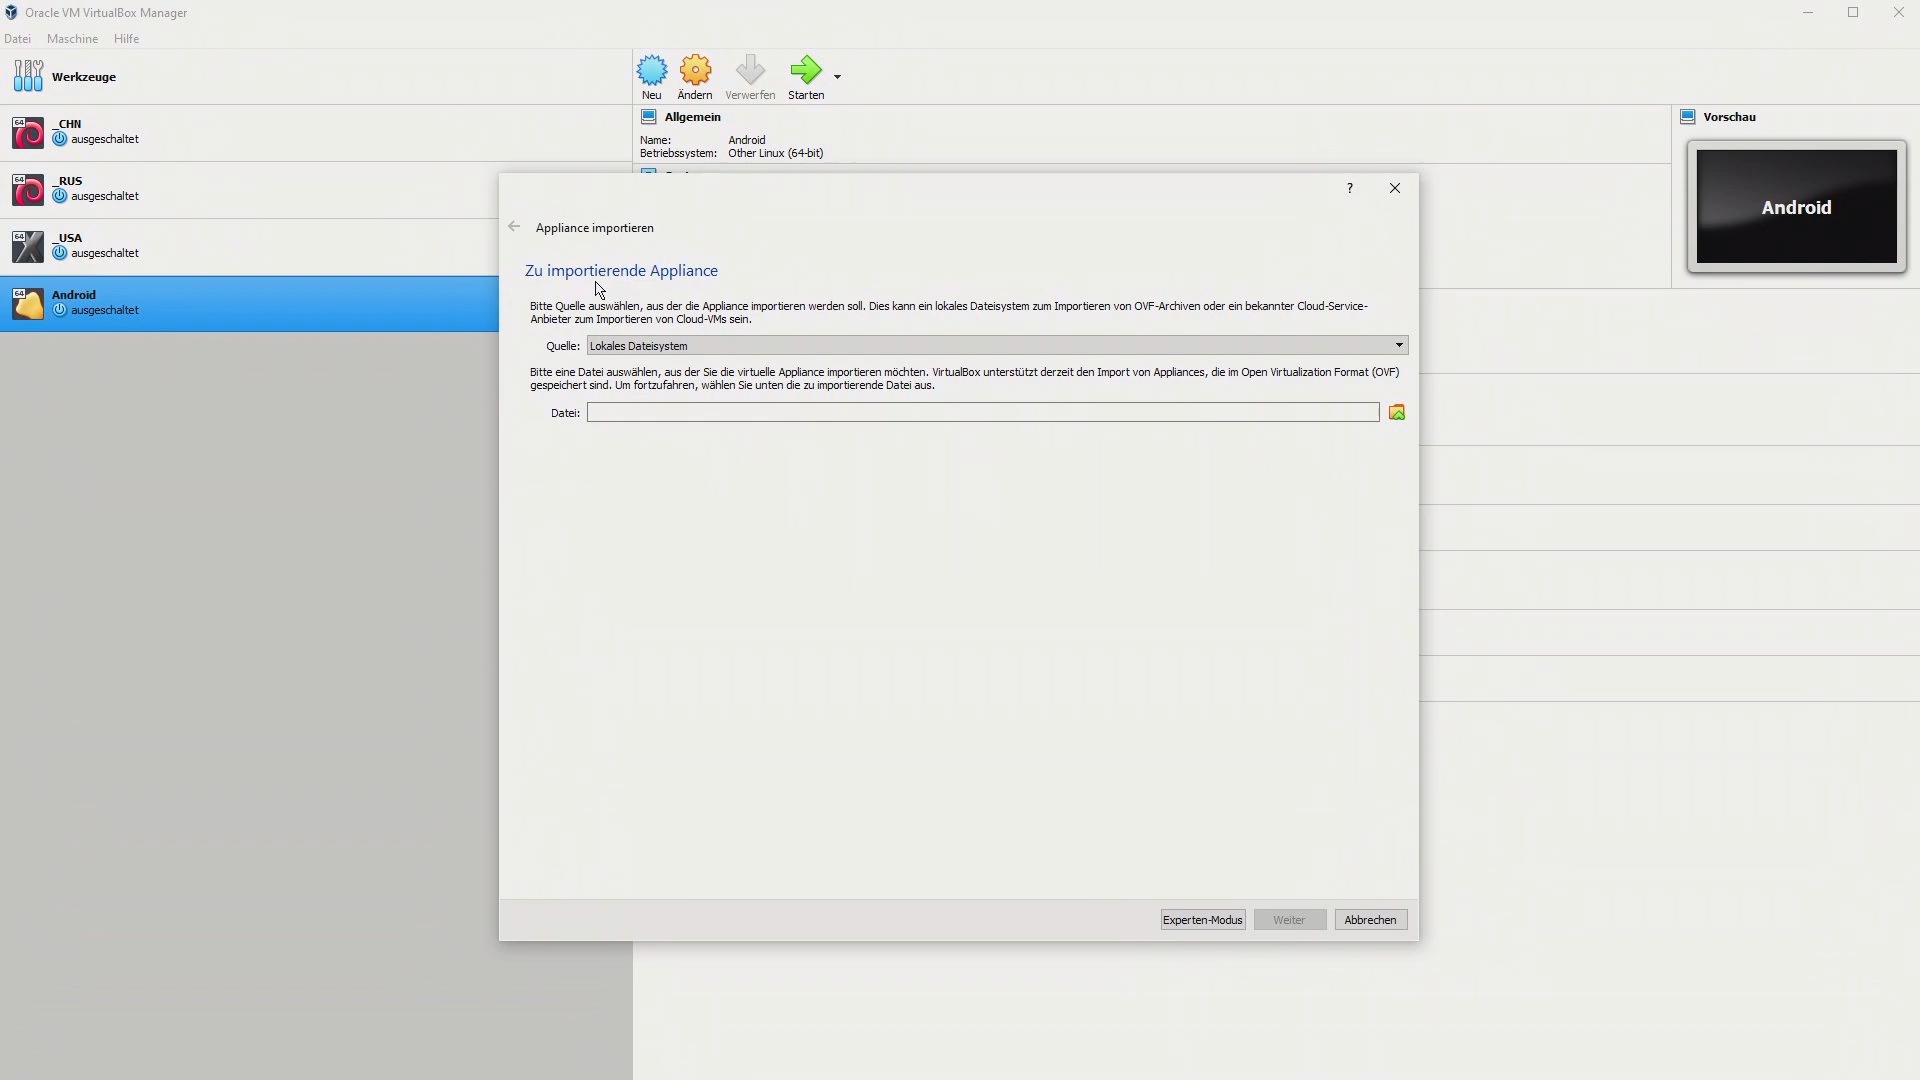 Oracle VM VirtualBox Manager
Datei Maschine Hilfe
Werkzeuge
Neu Ändern Verwerfen Starten
64 _CHN
ausgeschaltet
64 _RUS
ausgeschaltet
64 _USA
ausgeschaltet
64 Android
ausgeschaltet
Allgemein
Name: Android
Betriebssystem: Other Linux (64-bit)
Vorschau
Android
?
Appliance importieren
Zu importierende Appliance
Bitte Quelle auswählen, aus der die Appliance importieren werden soll. Dies kann ein lokales Dateisystem zum Importieren von OVF-Archiven oder ein bekannter Cloud-Service-
Anbieter zum Importieren von Cloud-VMs sein.
Quelle: Lokales Dateisystem
Bitte eine Datei auswählen, aus der Sie die virtuelle Appliance importieren möchten. VirtualBox unterstützt derzeit den Import von Appliances, die im Open Virtualization Format (OVF)
gespeichert sind. Um fortzufahren, wählen Sie unten die zu importierende Datei aus.
Datei:
Experten-Modus Weiter Abbrechen